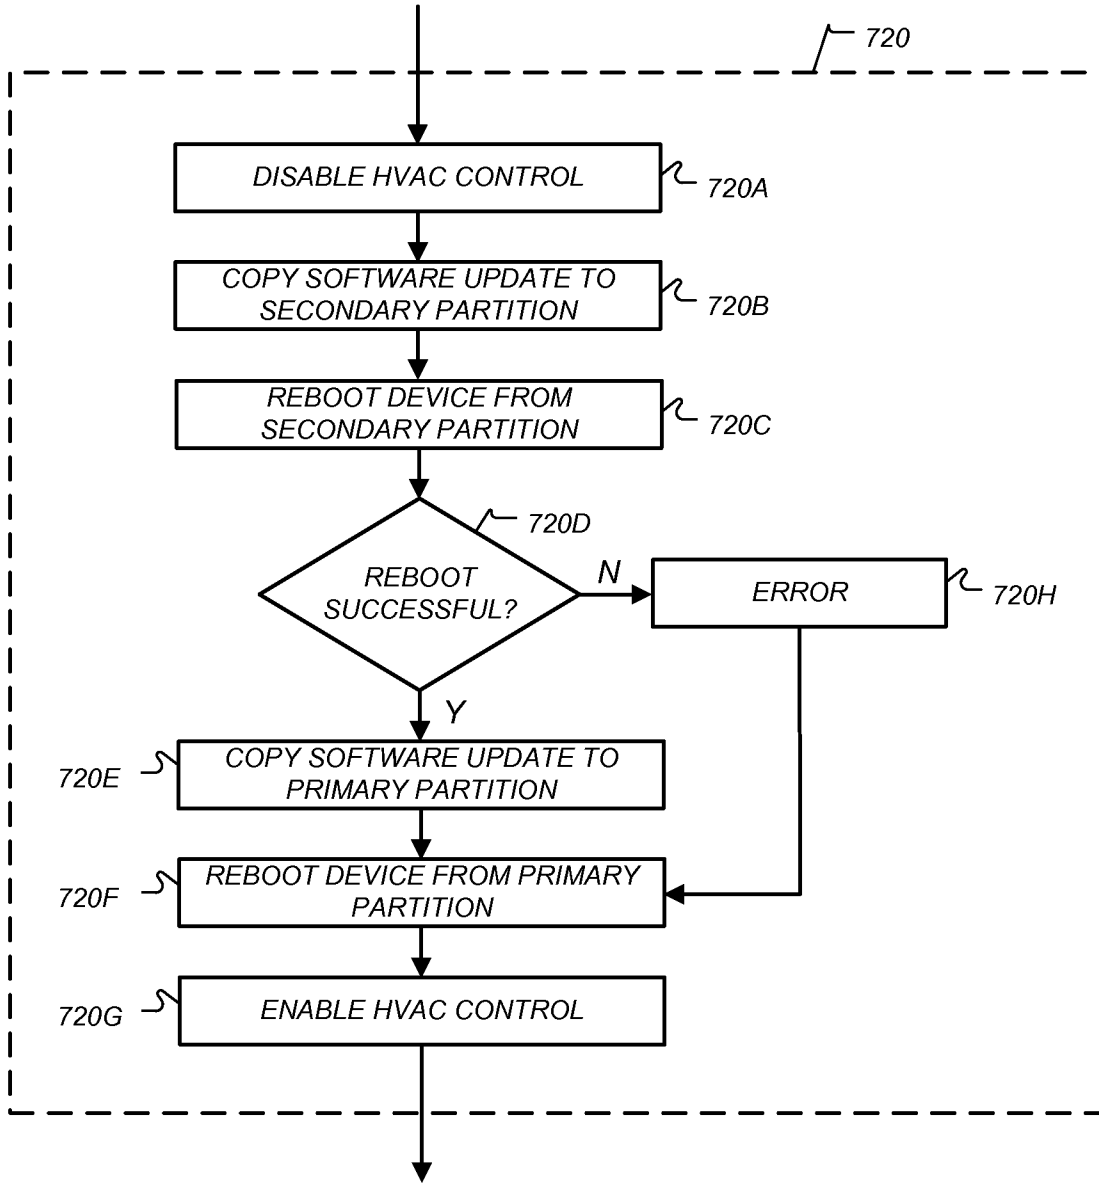 720
DISABLE HVAC CONTROL
720A
COPY SOFTWARE UPDATE TO
SECONDARY PARTITION
720B
REBOOT DEVICE FROM
SECONDARY PARTITION
720C
720D
REBOOT
SUCCESSFUL?
N
ERROR
720H
Y
COPY SOFTWARE UPDATE TO
PRIMARY PARTITION
720E
REBOOT DEVICE FROM PRIMARY
PARTITION
720F
ENABLE HVAC CONTROL
720G